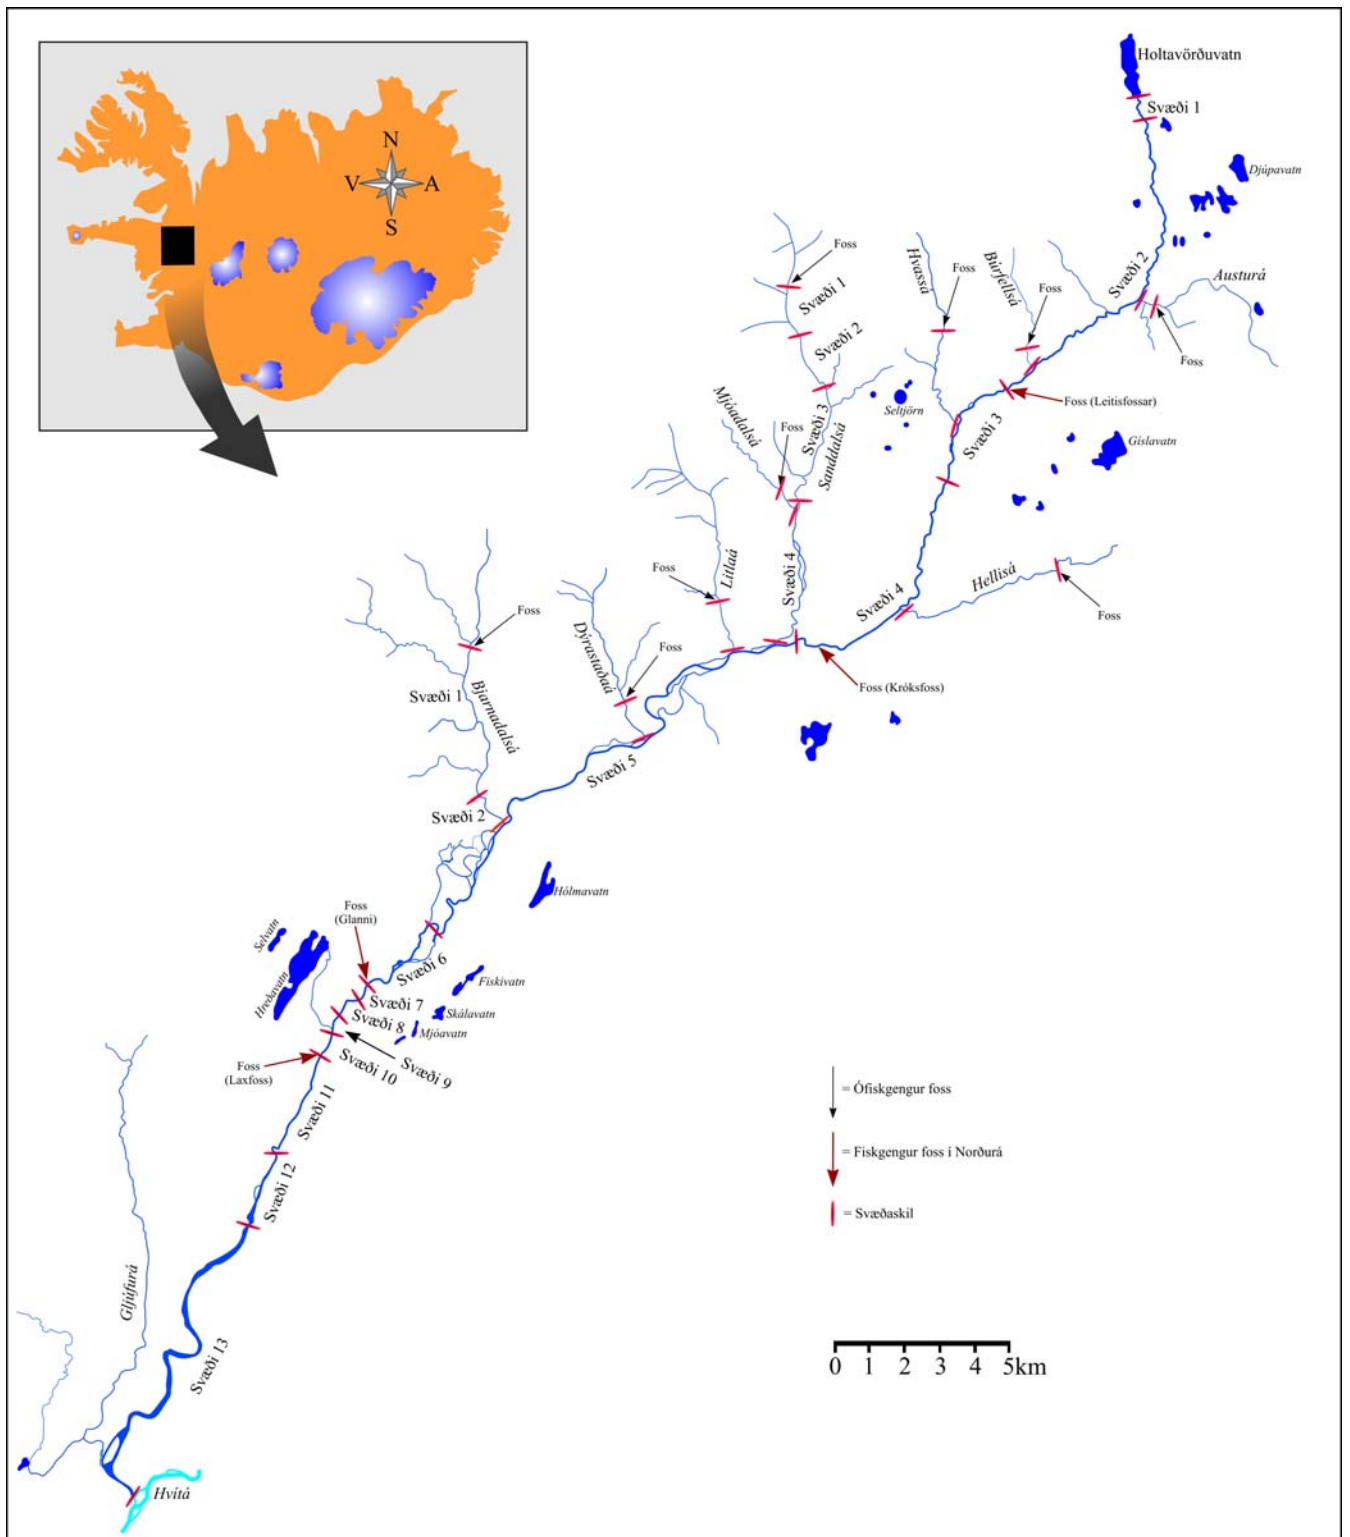 Holtavörðuvatn
Svæði 1
N
V
A
S
Djúpavatn
Foss
Hvassá
Foss
Búrfellsá
Foss
Svæði 2
Austurá
Svæði 1
Svæði 2
Foss
Mjóadalsá
Foss
Svæði 3
Sanddalsá
Seltjörn
Foss (Leitisfossar)
Svæði 3
Gíslavatn
Litlaá
Svæði 4
Foss
Svæði 4
Hellisá
Foss
Foss
Dýrastaðaá
Foss
Foss (Króksfoss)
Svæði 1
Bjarnadalsá
Svæði 5
Svæði 2
Hólmavatn
Foss
(Glanni)
Selvatn
Hreðavatn
Svæði 6
Fiskivatn
Svæði 7
Skálavatn
Svæði 8
Mjóavatn
Svæði 9
Foss
(Laxfoss)
Svæði 10
Svæði 11
= Ófiskgengur foss
= Fiskgengur foss í Norðurá
= Svæðaskil
Svæði 12
Gljúfurá
Svæði 13
0 1 2 3 4 5km
Hvítá